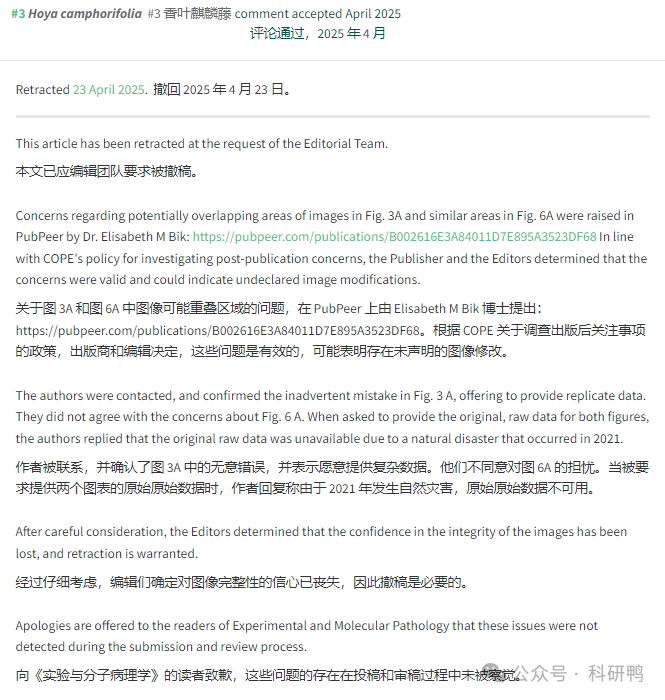 #3 Hoya camphorifolia #3 香叶麒麟藤 comment accepted April 2025
评论通过，2025 年 4 月
Retracted 23 April 2025. 撤回 2025 年 4 月 23 日。
This article has been retracted at the request of the Editorial Team.
本文已应编辑团队要求被撤稿。
Concerns regarding potentially overlapping areas of images in Fig. 3A and similar areas in Fig. 6A were raised in
PubPeer by Dr. Elisabeth M Bik: https://pubpeer.com/publications/B002616E3A84011D7E895A3523DF68 In line
with COPE's policy for investigating post-publication concerns, the Publisher and the Editors determined that the
concerns were valid and could indicate undeclared image modifications.
关于图 3A 和图 6A 中图像可能重叠区域的问题，在 PubPeer 上由 Elisabeth M Bik 博士提出：
https://pubpeer.com/publications/B002616E3A84011D7E895A3523DF68。根据 COPE 关于调查出版后关注事项
的政策，出版商和编辑决定，这些问题是有效的，可能表明存在未声明的图像修改。
The authors were contacted, and confirmed the inadvertent mistake in Fig. 3 A, offering to provide replicate data.
They did not agree with the concerns about Fig. 6 A. When asked to provide the original, raw data for both figures,
the authors replied that the original raw data was unavailable due to a natural disaster that occurred in 2021.
作者被联系，并确认了图 3A 中的无意错误，并表示愿意提供复杂数据。他们不同意对图 6A 的担忧。当被要
求提供两个图表的原始原始数据时，作者回复称由于 2021 年发生自然灾害，原始原始数据不可用。
After careful consideration, the Editors determined that the confidence in the integrity of the images has been
lost, and retraction is warranted.
经过仔细考虑，编辑们确定对图像完整性的信心已丧失，因此撤稿是必要的。
Apologies are offered to the readers of Experimental and Molecular Pathology that these issues were not
detected during the submission and review process.
向《实验与分子病理学》的读者致歉，这些问题的存在在投稿和审稿过程中未被察觉。
公众号 · 科研鸭